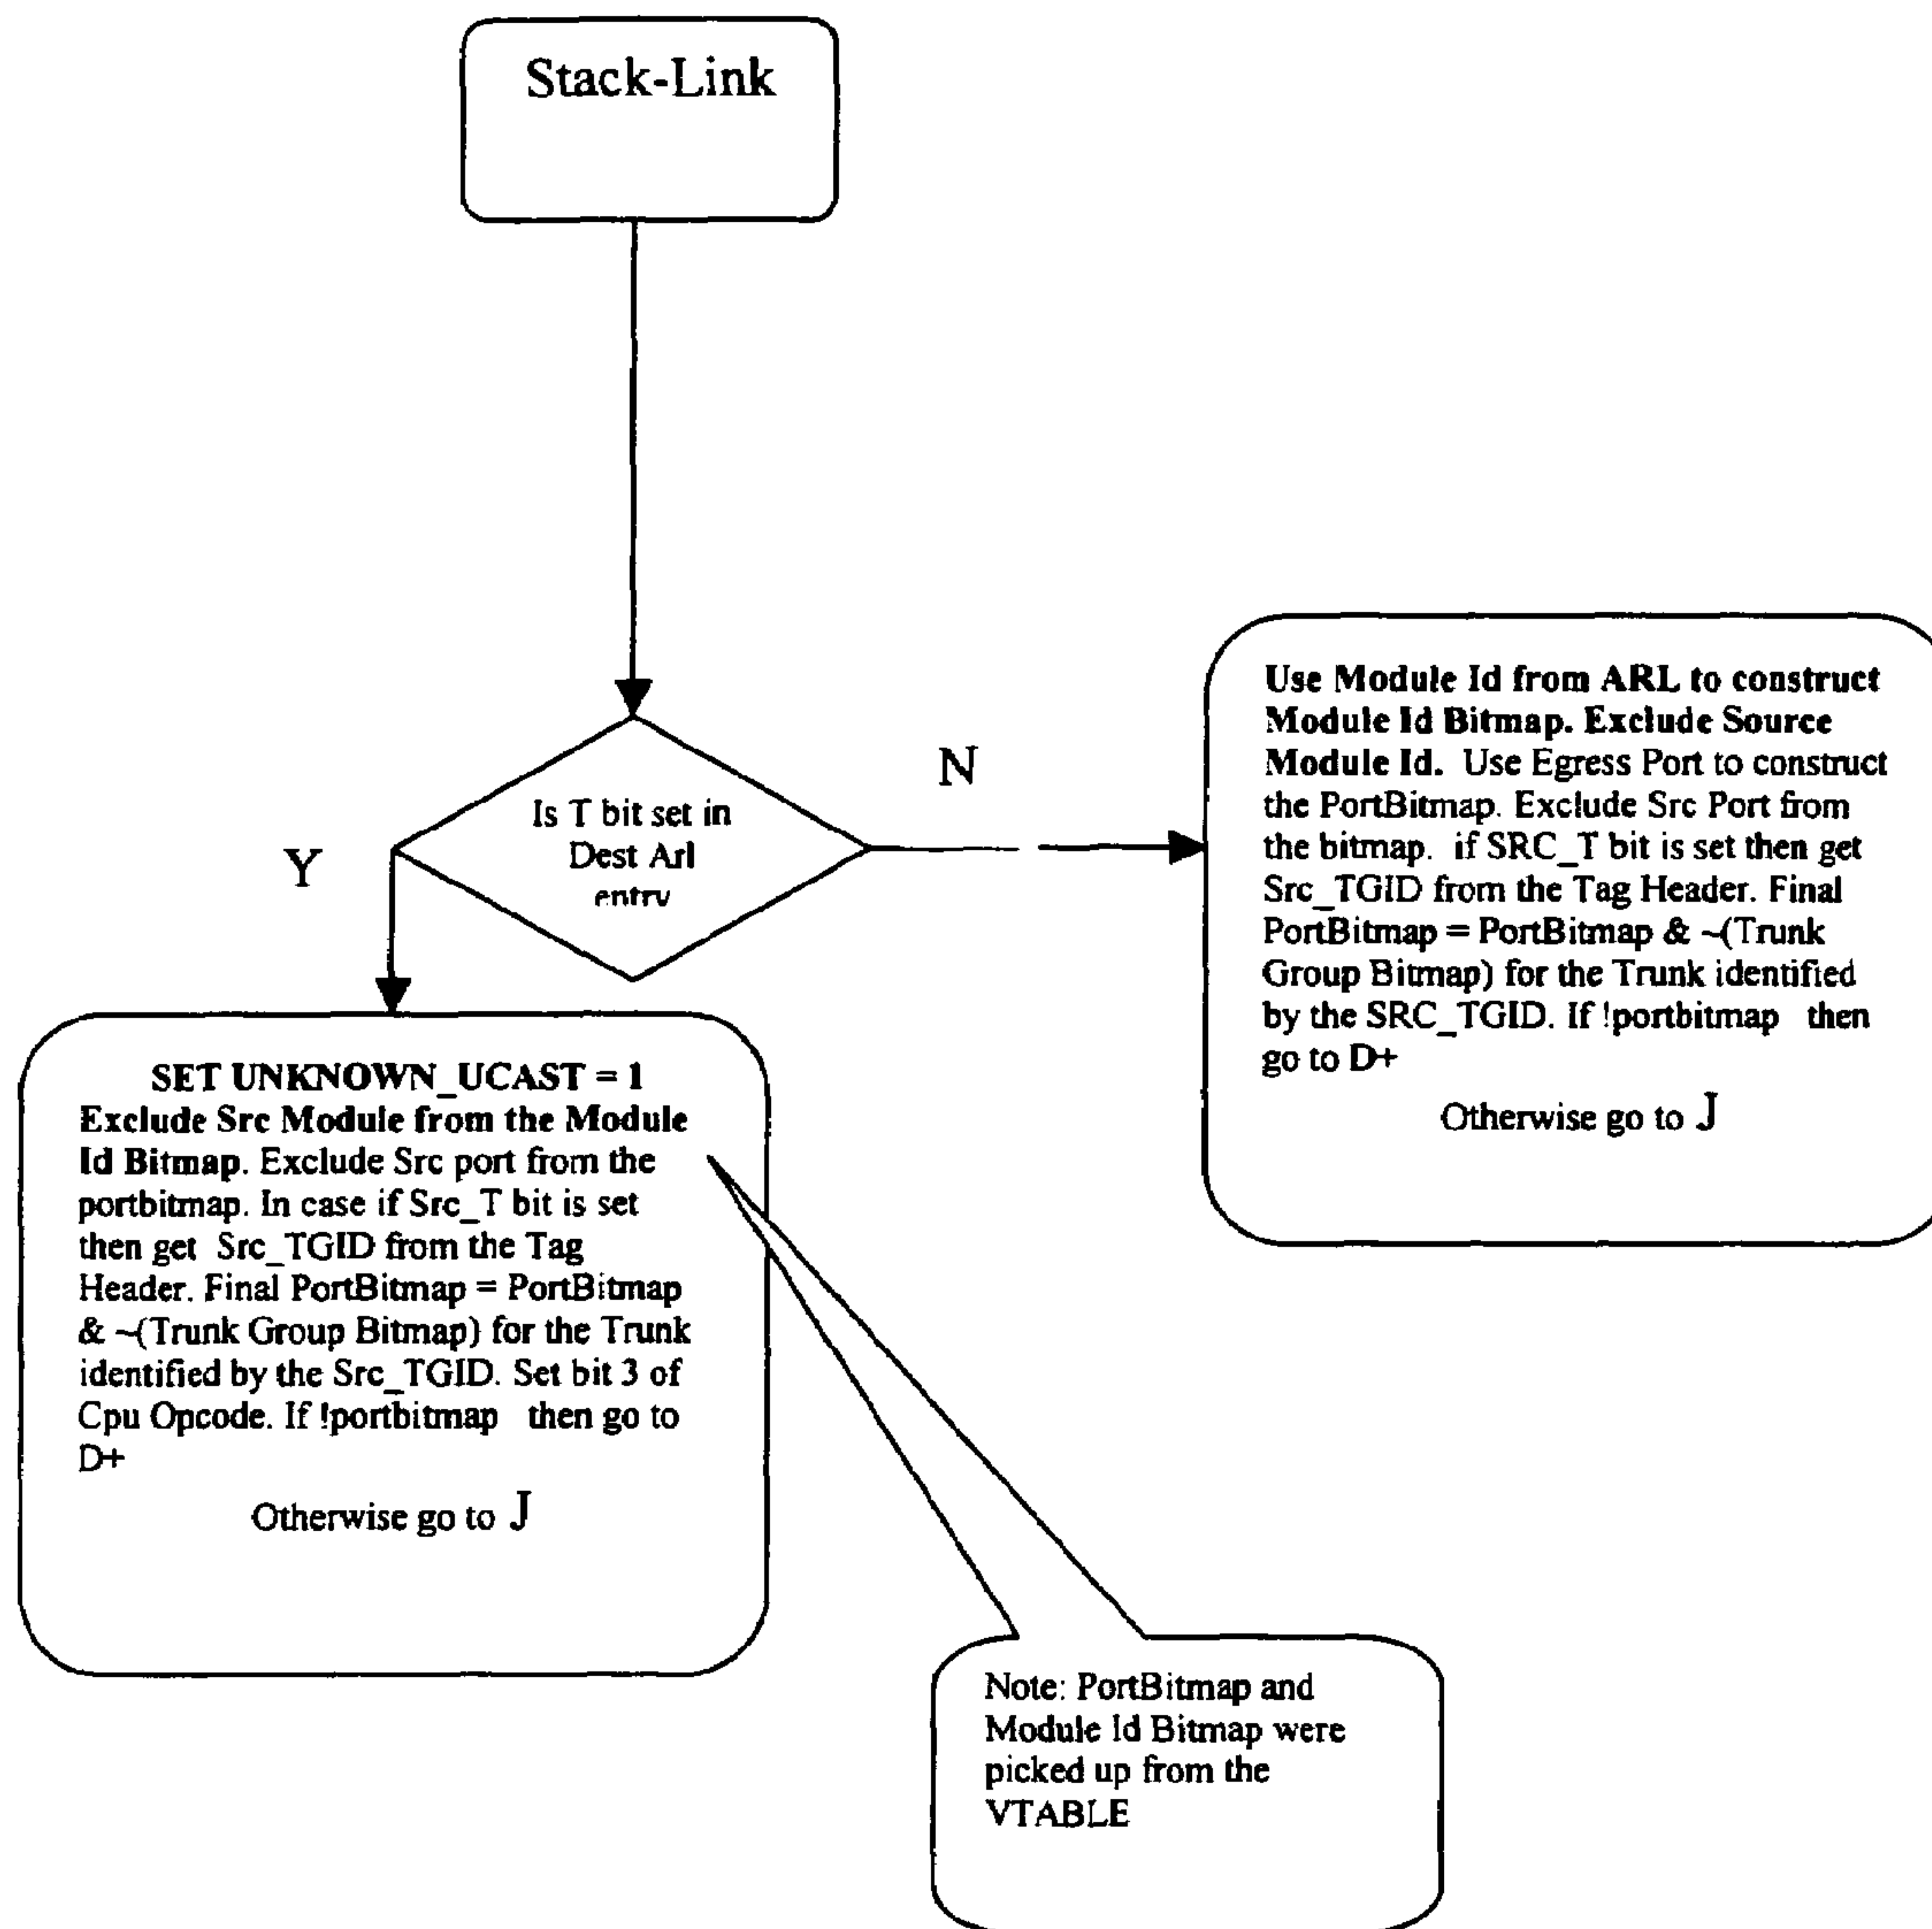 Stack-Link
Is T bit set in
Dest Arl
entry
Y
N
Use Module Id from ARL to construct
Module Id Bitmap. Exclude Source
Module Id. Use Egress Port to construct
the PortBitmap. Exclude Src Port from
the bitmap. if SRC_T bit is set then get
Src_TGID from the Tag Header. Final
PortBitmap = PortBitmap & ~(Trunk
Group Bitmap) for the Trunk identified
by the SRC_TGID. If !portbitmap then
go to D+
Otherwise go to J
SET UNKNOWN_UCAST = 1
Exclude Src Module from the Module
Id Bitmap. Exclude Src port from the
portbitmap. In case if Src_T bit is set
then get Src_TGID from the Tag
Header. Final PortBitmap = PortBitmap
& ~(Trunk Group Bitmap) for the Trunk
identified by the Src_TGID. Set bit 3 of
Cpu Opcode. If !portbitmap then go to
D+
Otherwise go to J
Note: PortBitmap and
Module Id Bitmap were
picked up from the
VTABLE